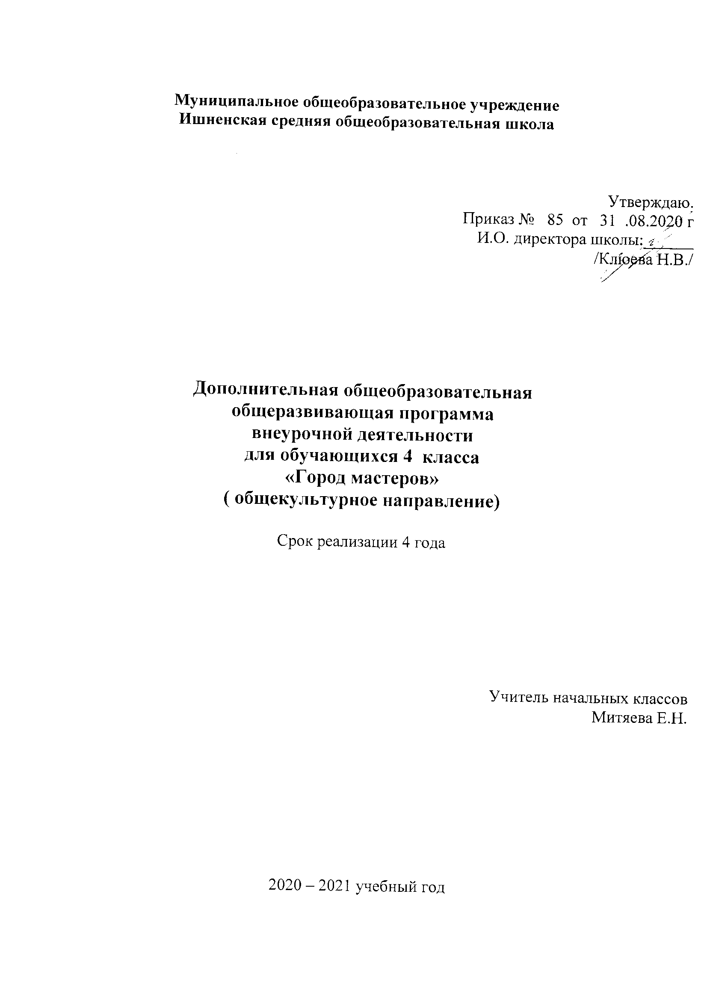 Муниципальное общеобразовательное учреждение
Ишненская средняя общеобразовательная школа
Утверждаю.
Приказ № 85 от 31 .08.2020 г
И.О. директора школы:
/Клюева Н.В./
Дополнительная общеобразовательная
общеразвивающая программа
внеурочной деятельности
для обучающихся 4 класса
«Город мастеров»
( общекультурное направление)
Срок реализации 4 года
Учитель начальных классов
Митяева Е.Н.
2020 – 2021 учебный год